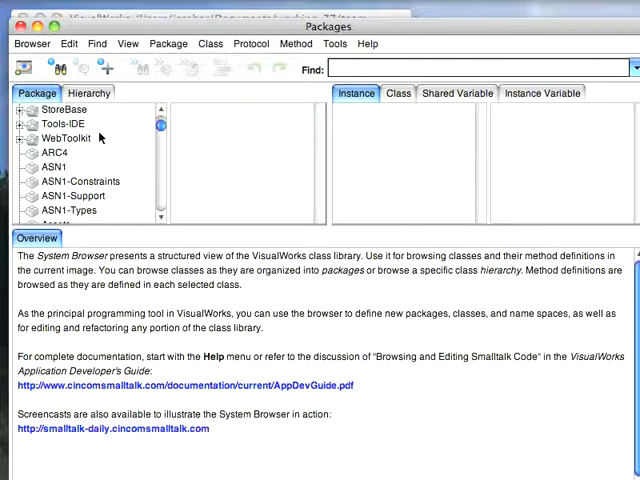 Packages
Browser Edit Find View Package Class Protocol Method Tools Help
Find:
Package Hierarchy Instance Class Shared Variable Instance Variable
StoreBase
Tools-IDE
WebToolkit
ARC4
ASN1
ASN1-Constraints
ASN1-Support
ASN1-Types
Overview
The System Browser presents a structured view of the VisualWorks class library. Use it for browsing classes and their method definitions in
the current image. You can browse classes as they are organized into packages or browse a specific class hierarchy. Method definitions are
browsed as they are defined in each selected class.
As the principal programming tool in VisualWorks, you can use the browser to define new packages, classes, and name spaces, as well as
for editing and refactoring any portion of the class library.
For complete documentation, start with the Help menu or refer to the discussion of "Browsing and Editing Smalltalk Code" in the VisualWorks
Application Developer's Guide:
http://www.cincomsmalltalk.com/documentation/current/AppDevGuide.pdf
Screencasts are also available to illustrate the System Browser in action:
http://smalltalk-daily.cincomsmalltalk.com